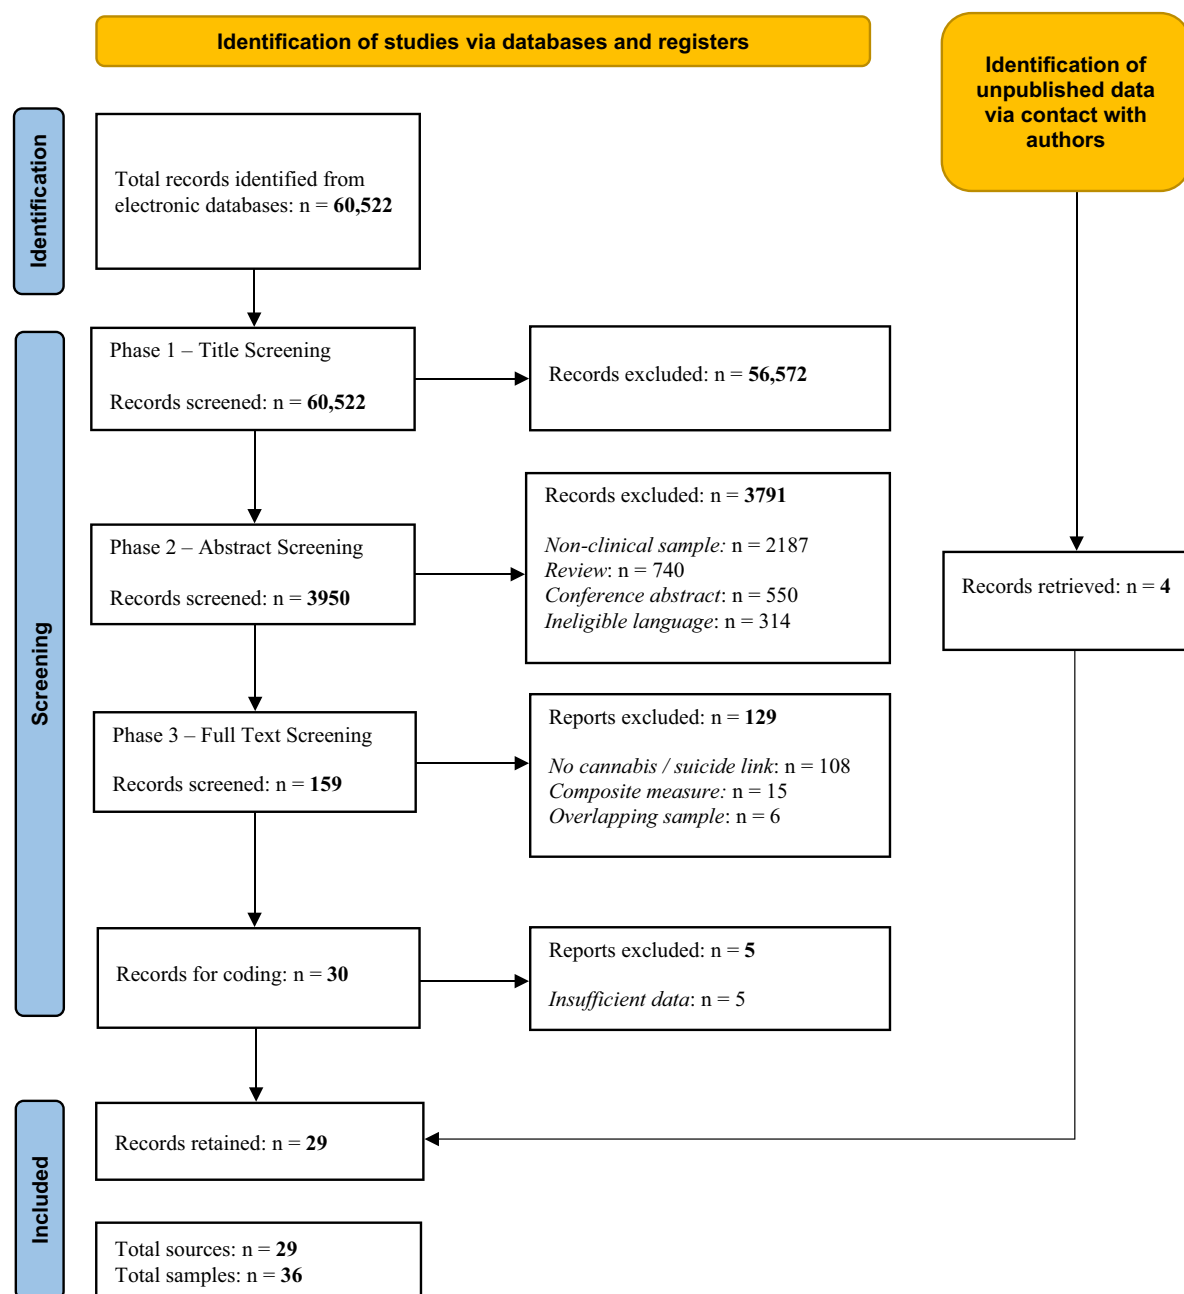 Identification of studies via databases and registers
Identification of
unpublished data
via contact with
authors
Identification
Total records identified from
electronic databases: n = 60,522
Screening
Phase 1 – Title Screening
Records screened: n = 60,522
Records excluded: n = 56,572
Phase 2 – Abstract Screening
Records screened: n = 3950
Records excluded: n = 3791
Non-clinical sample: n = 2187
Review: n = 740
Conference abstract: n = 550
Ineligible language: n = 314
Records retrieved: n = 4
Phase 3 – Full Text Screening
Records screened: n = 159
Reports excluded: n = 129
No cannabis / suicide link: n = 108
Composite measure: n = 15
Overlapping sample: n = 6
Records for coding: n = 30
Reports excluded: n = 5
Insufficient data: n = 5
Included
Records retained: n = 29
Total sources: n = 29
Total samples: n = 36